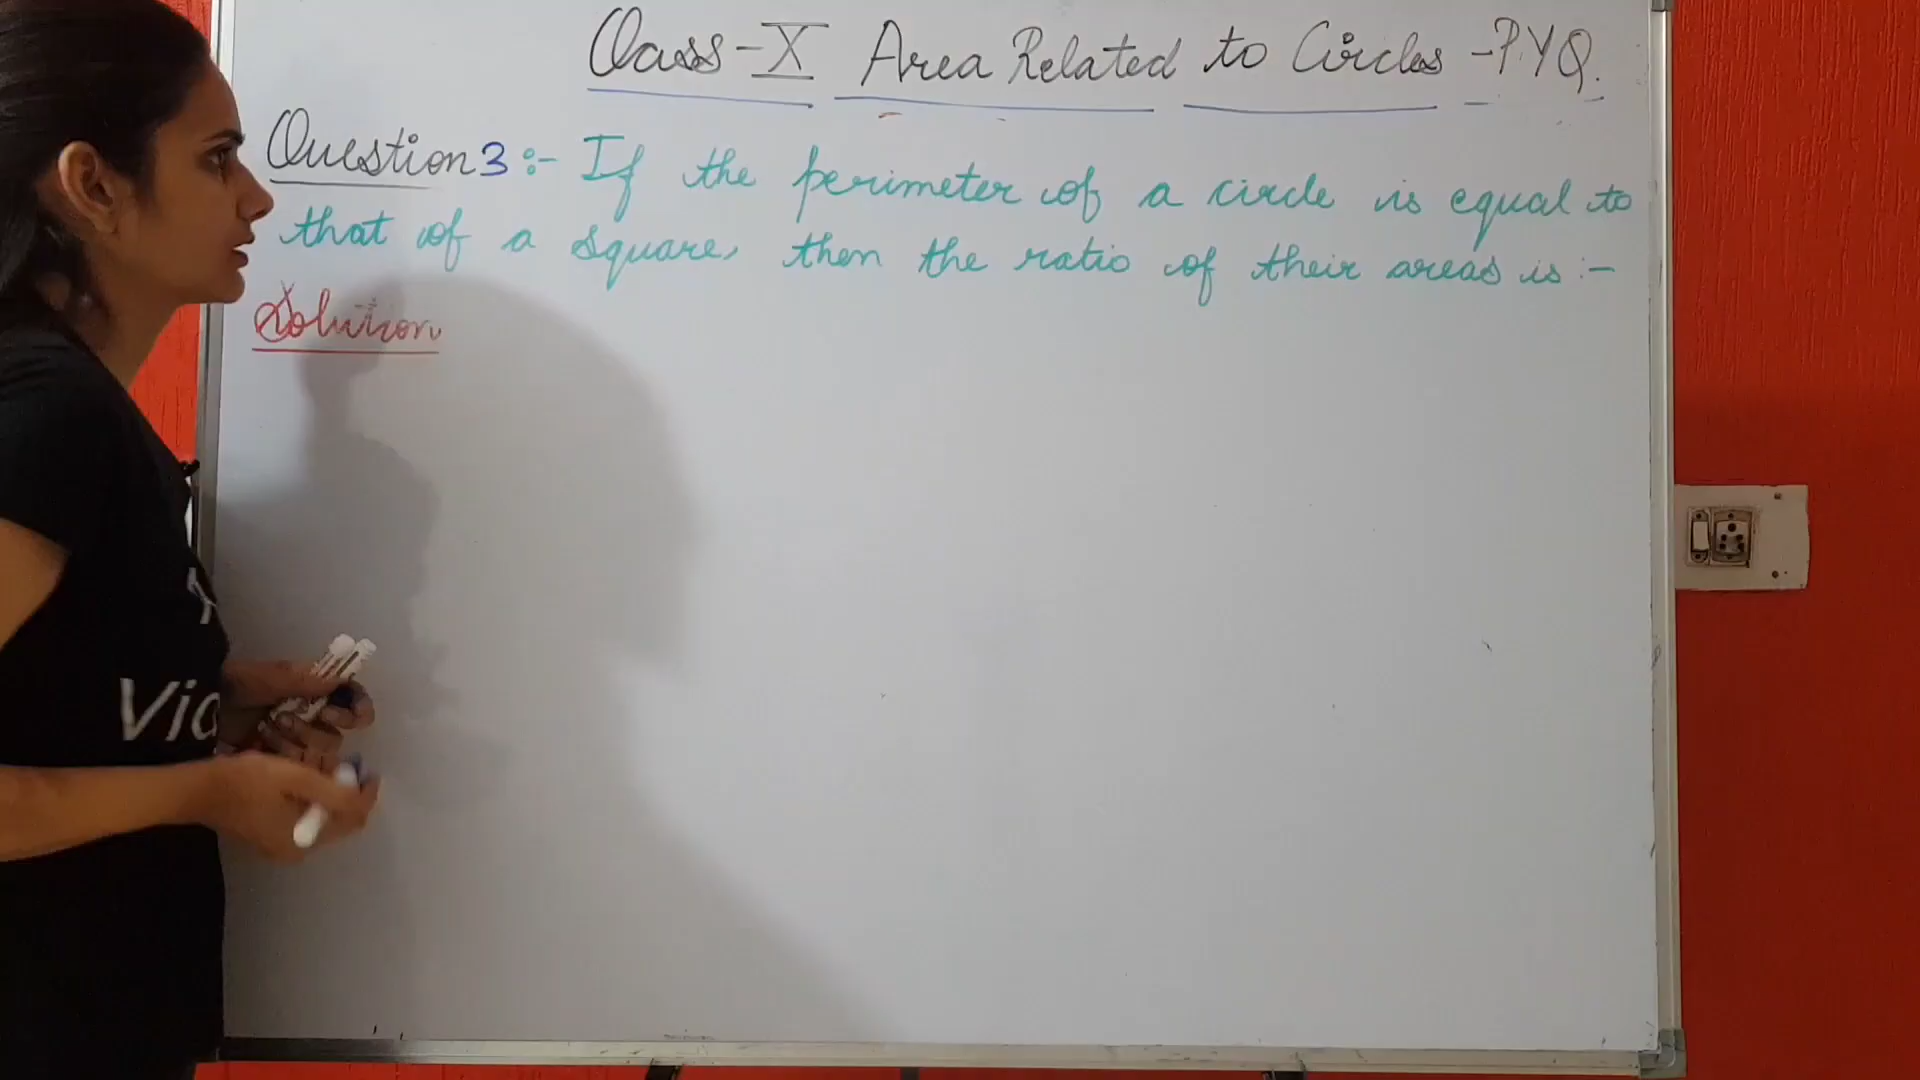 Class-X Area Related to Circles -PYQ.
Question 3:- If the perimeter of a circle is equal to
that of a square, then the ratio of their areas is :-
Solution